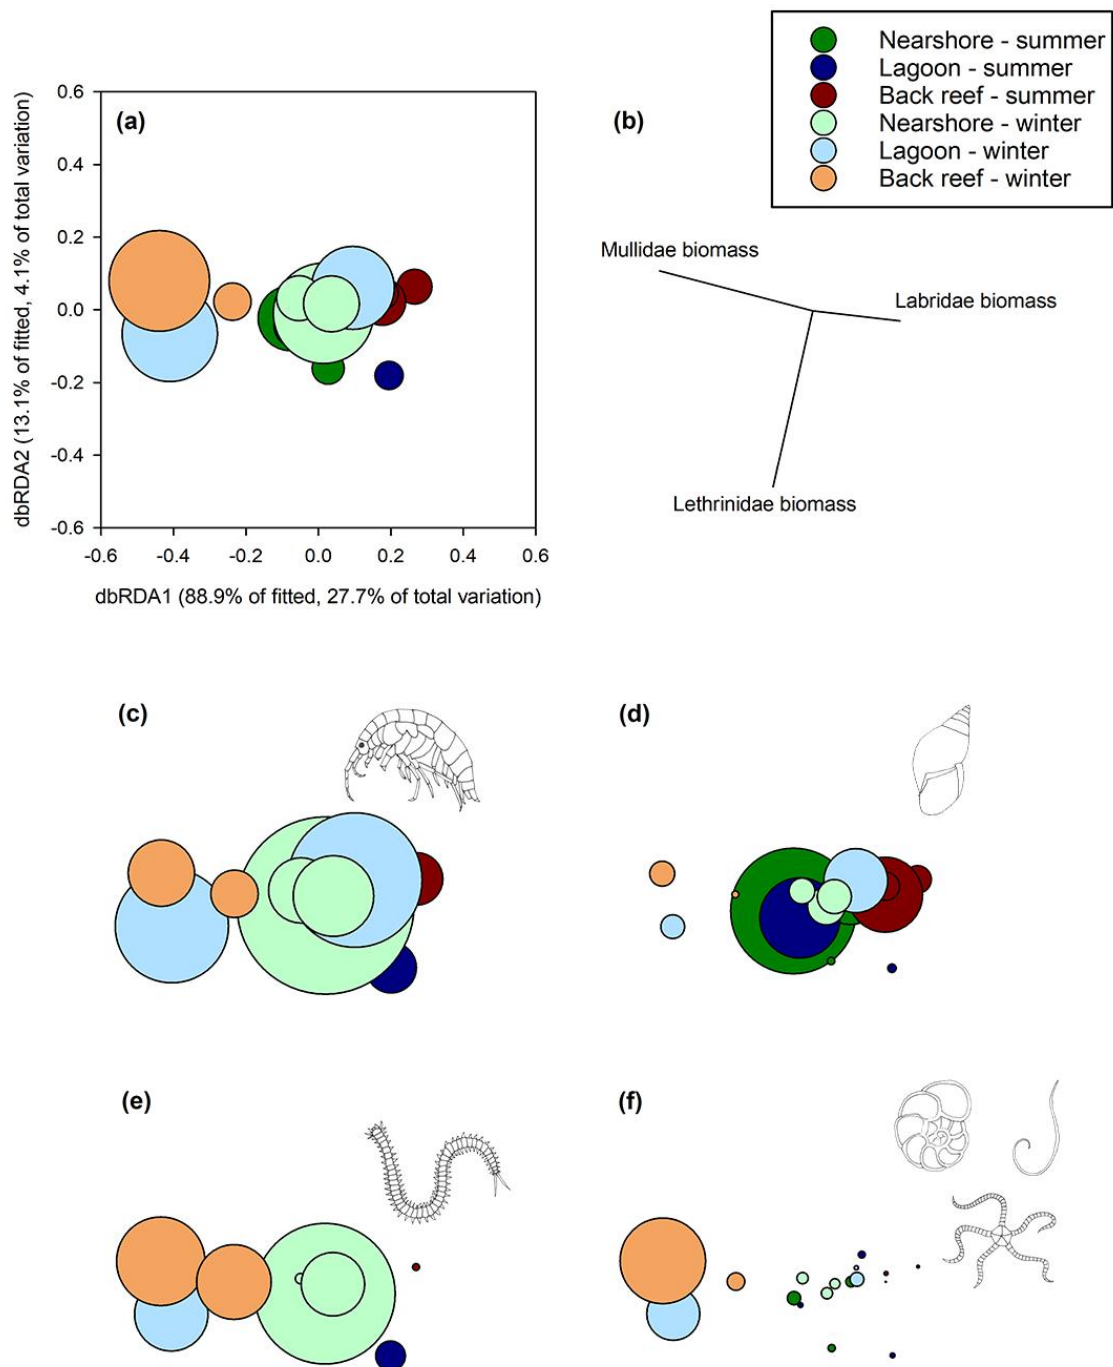 Nearshore - summer
Lagoon - summer
Back reef - summer
Nearshore - winter
Lagoon - winter
Back reef - winter
(a)
(b)
dbRDA2 (13.1% of fitted, 4.1% of total variation)
0.6
0.4
0.2
0.0
-0.2
-0.4
-0.6
-0.6
-0.4
-0.2
0.0
0.2
0.4
0.6
dbRDA1 (88.9% of fitted, 27.7% of total variation)
Mullidae biomass
Labridae biomass
Lethrinidae biomass
(c)
(d)
(e)
(f)